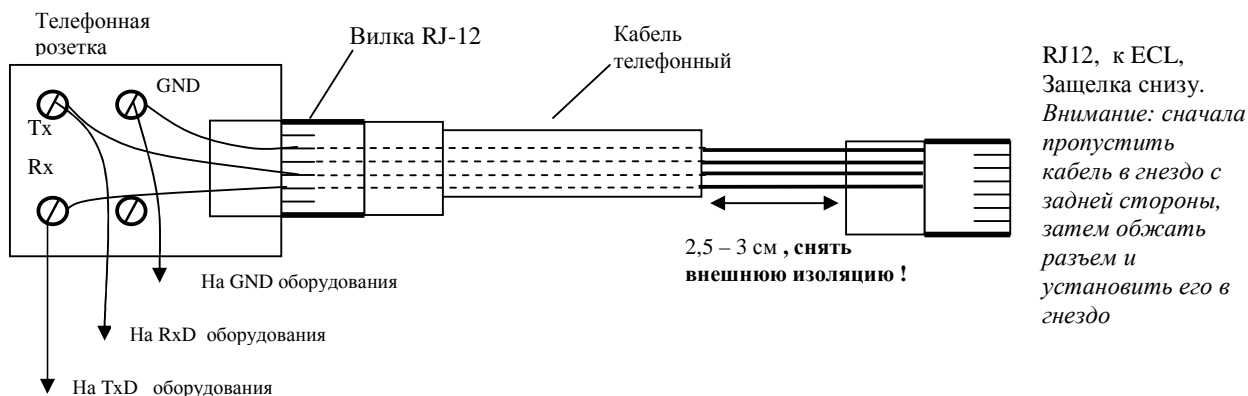 Телефонная
розетка
Вилка RJ-12
Кабель
телефонный
GND
Tx
Rx
RJ12, к ECL,
Защелка снизу.
Внимание: сначала
пропустить
кабель в гнездо с
задней стороны,
затем обжать
разъем и
установить его в
гнездо
2,5 – 3 см , снять
внешнюю изоляцию !
На GND оборудования
На RxD оборудования
На TxD оборудования